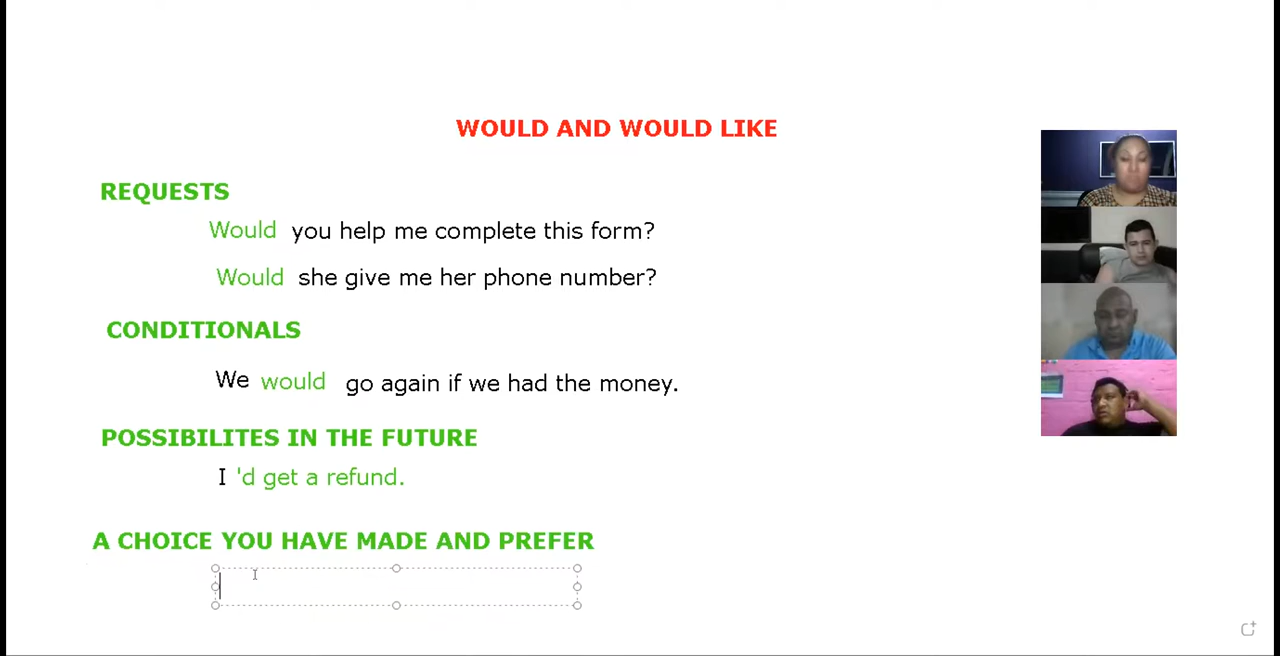 WOULD AND WOULD LIKE
REQUESTS
Would you help me complete this form?
Would she give me her phone number?
CONDITIONALS
We would go again if we had the money.
POSSIBILITES IN THE FUTURE
I 'd get a refund.
A CHOICE YOU HAVE MADE AND PREFER